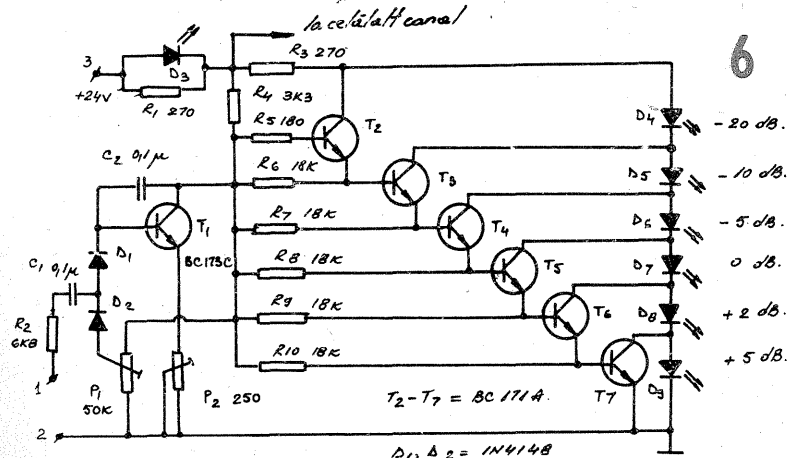 la celălalt canal
6
3
D3
R3 270
+24V
R1 270
R4 3K3
R5 180
T2
D4
-20 dB.
C2 0,1μ
R6 18K
T3
D5
-10 dB.
T1
R7 18K
T4
D6
-5 dB.
BC173C
C1 0,1μ
D1
R8 18K
T5
D7
0 dB.
D2
R9 18K
T6
D8
+2 dB.
R2
6K8
R10 18K
+5 dB.
1
P1
50K
P2 250
T2-T7 = BC 171A.
T7
D9
2
D1, D2 = 1N4148